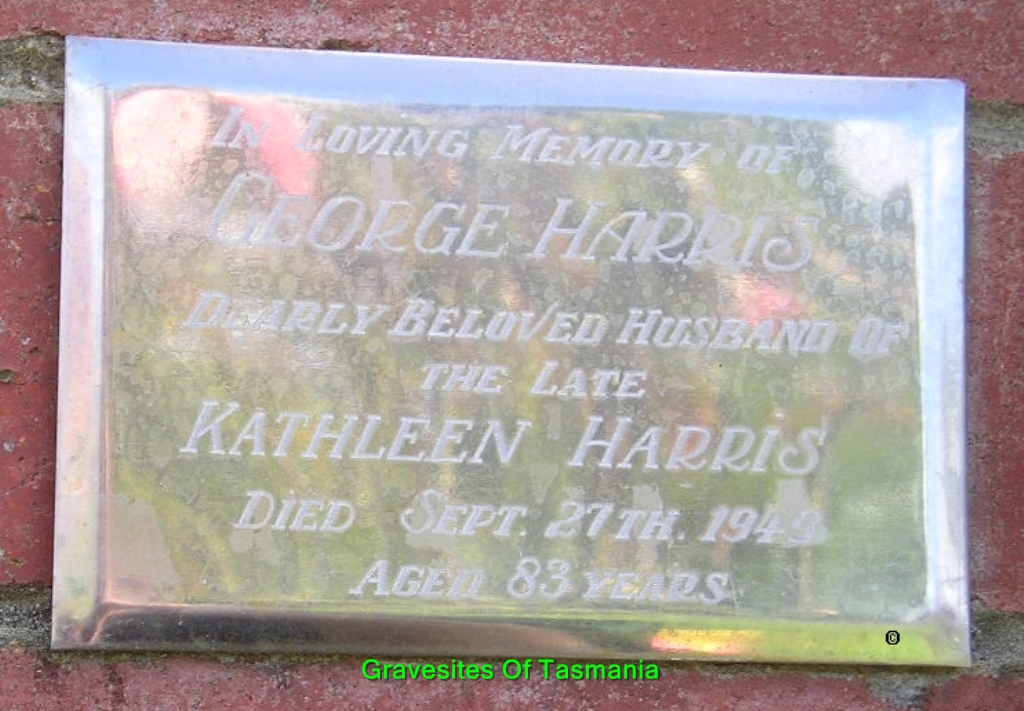 In Loving Memory of
George Harris
Dearly Beloved Husband Of
the Late
Kathleen Harris
Died Sept. 27th. 1949
Aged 83 years
©
Gravesites Of Tasmania